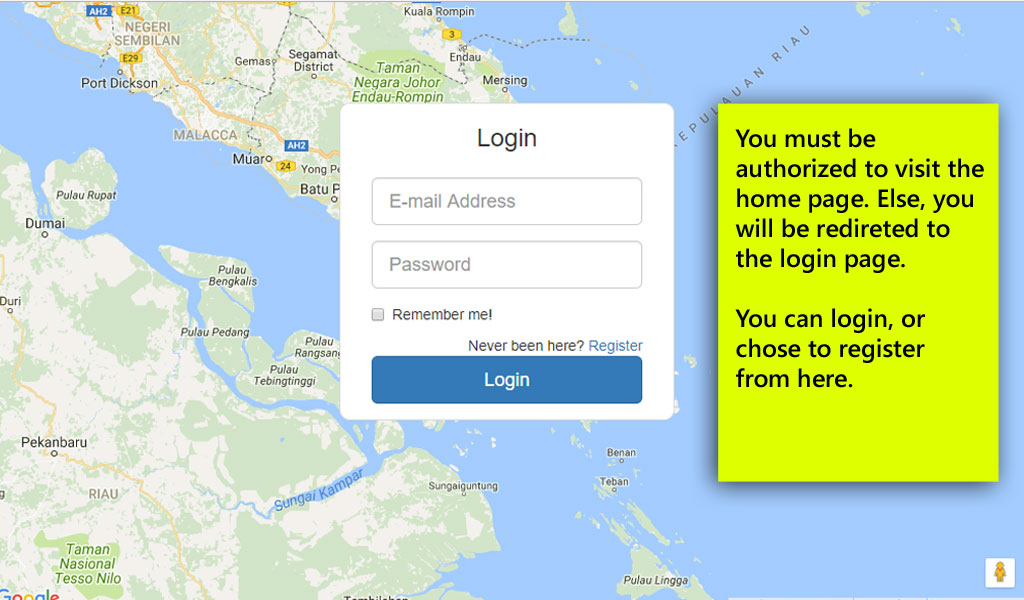 Kuala Rompin
AH2
E21
NEGERI
SEMBILAN
3
Endau
E29
Gemas
Segamat
District
Taman
Negara Johor
Endau-Rompin
Mersing
Port Dickson
KEPULAUAN RIAU
MALACCA
AH2
Muar
24
Yong Pe
Batu P
Login
E-mail Address
Password
Remember me!
Never been here? Register
Login
You must be
authorized to visit the
home page. Else, you
will be redireted to
the login page.
You can login, or
chose to register
from here.
Pulau Rupat
Dumai
Pulau
Bengkalis
Duri
Pulau Pedang
Pulau
Rangsang
Pulau
Tebingtinggi
Pekanbaru
Benan
Teban
RIAU
Sungai Kampar
Sungaiguntung
Taman
Nasional
Tesso Nilo
Pulau Lingga
Google